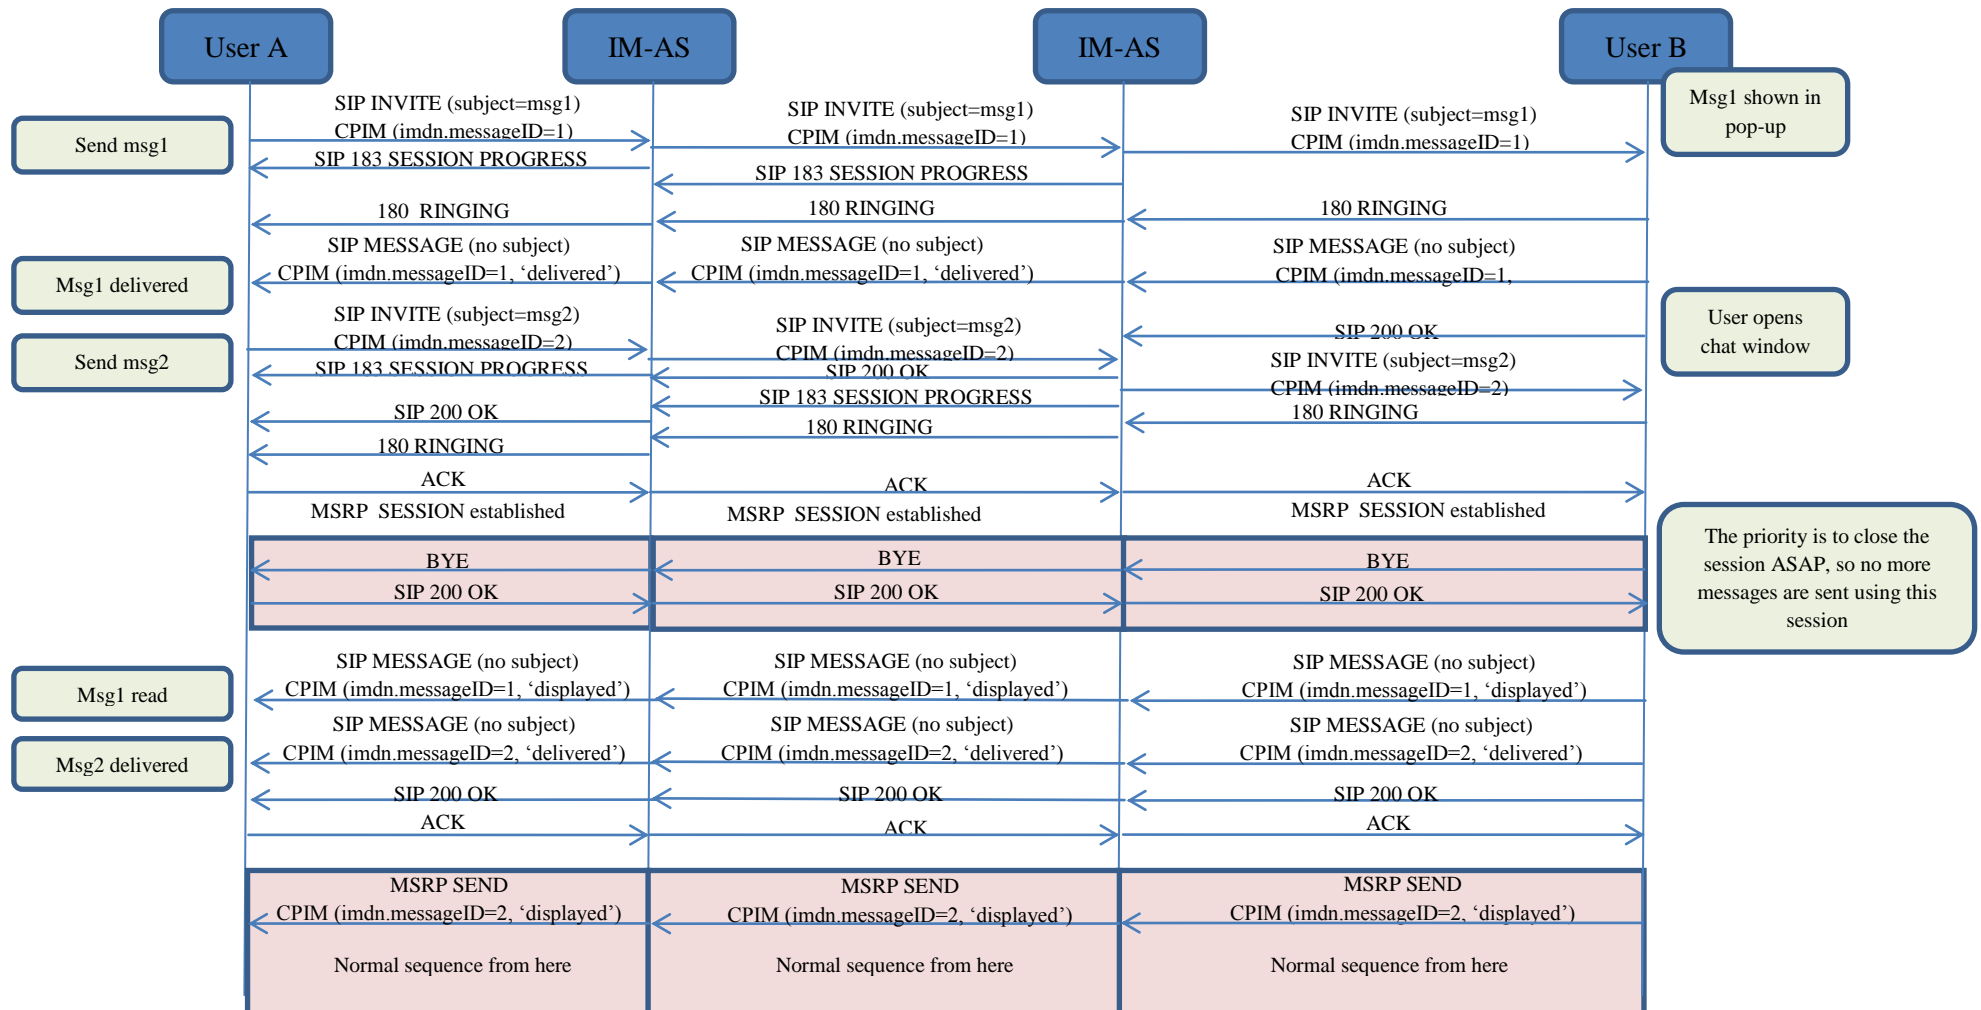 User A
IM-AS
IM-AS
User B
SIP INVITE (subject=msg1)
CPIM (imdn.messageID=1)
SIP INVITE (subject=msg1)
CPIM (imdn.messageID=1)
SIP INVITE (subject=msg1)
CPIM (imdn.messageID=1)
Msg1 shown in
pop-up
Send msg1
SIP 183 SESSION PROGRESS
SIP 183 SESSION PROGRESS
180 RINGING
180 RINGING
180 RINGING
SIP MESSAGE (no subject)
CPIM (imdn.messageID=1, ‘delivered’)
SIP MESSAGE (no subject)
CPIM (imdn.messageID=1, ‘delivered’)
SIP MESSAGE (no subject)
CPIM (imdn.messageID=1,
Msg1 delivered
SIP INVITE (subject=msg2)
CPIM (imdn.messageID=2)
SIP INVITE (subject=msg2)
CPIM (imdn.messageID=2)
SIP 200 OK
User opens
chat window
Send msg2
SIP 183 SESSION PROGRESS
SIP 200 OK
SIP INVITE (subject=msg2)
CPIM (imdn.messageID=2)
SIP 183 SESSION PROGRESS
SIP 200 OK
180 RINGING
180 RINGING
180 RINGING
ACK
ACK
ACK
MSRP SESSION established
MSRP SESSION established
MSRP SESSION established
The priority is to close the
session ASAP, so no more
messages are sent using this
session
BYE
BYE
BYE
SIP 200 OK
SIP 200 OK
SIP 200 OK
SIP MESSAGE (no subject)
CPIM (imdn.messageID=1, ‘displayed’)
SIP MESSAGE (no subject)
CPIM (imdn.messageID=1, ‘displayed’)
SIP MESSAGE (no subject)
CPIM (imdn.messageID=1, ‘displayed’)
Msg1 read
SIP MESSAGE (no subject)
CPIM (imdn.messageID=2, ‘delivered’)
SIP MESSAGE (no subject)
CPIM (imdn.messageID=2, ‘delivered’)
SIP MESSAGE (no subject)
CPIM (imdn.messageID=2, ‘delivered’)
Msg2 delivered
SIP 200 OK
SIP 200 OK
SIP 200 OK
ACK
ACK
ACK
MSRP SEND
CPIM (imdn.messageID=2, ‘displayed’)
MSRP SEND
CPIM (imdn.messageID=2, ‘displayed’)
MSRP SEND
CPIM (imdn.messageID=2, ‘displayed’)
Normal sequence from here
Normal sequence from here
Normal sequence from here